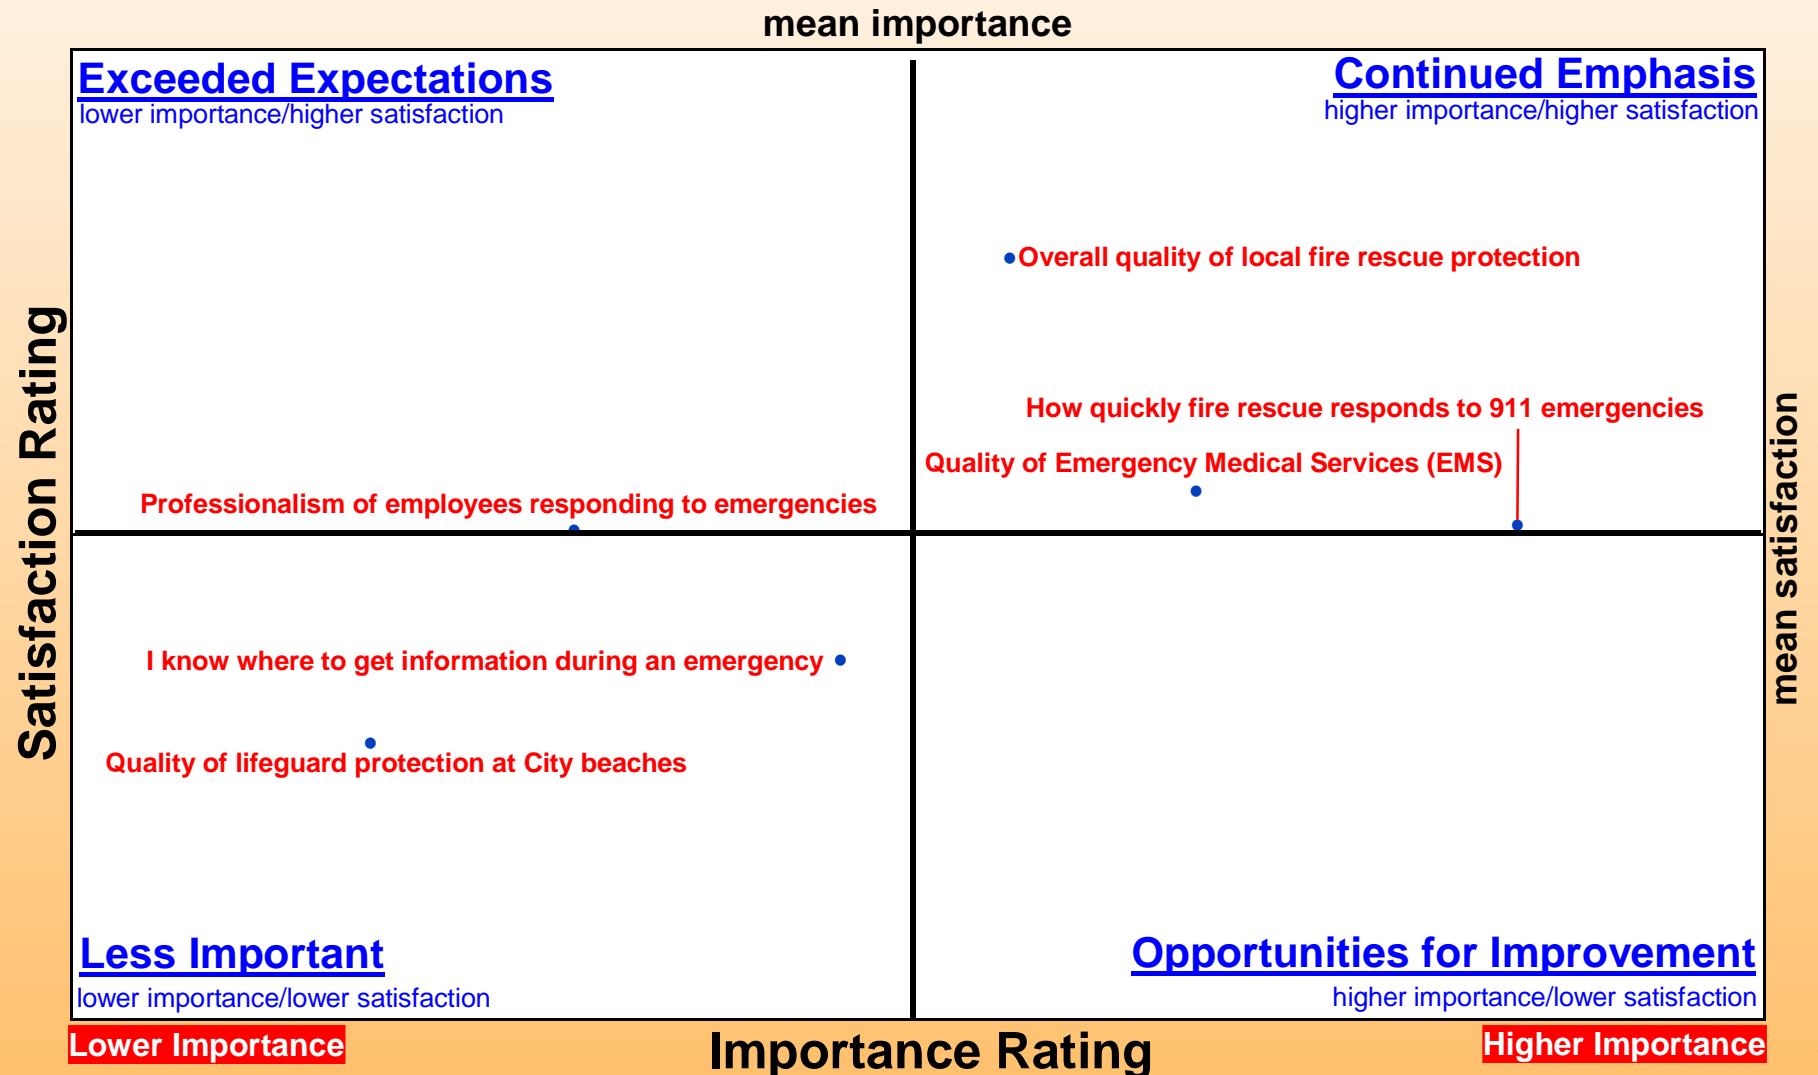 mean importance
Exceeded Expectations
lower importance/higher satisfaction
Continued Emphasis
higher importance/higher satisfaction
Overall quality of local fire rescue protection
How quickly fire rescue responds to 911 emergencies
Quality of Emergency Medical Services (EMS)
Professionalism of employees responding to emergencies
Satisfaction Rating
mean satisfaction
I know where to get information during an emergency
Quality of lifeguard protection at City beaches
Less Important
lower importance/lower satisfaction
Opportunities for Improvement
higher importance/lower satisfaction
Lower Importance
Importance Rating
Higher Importance